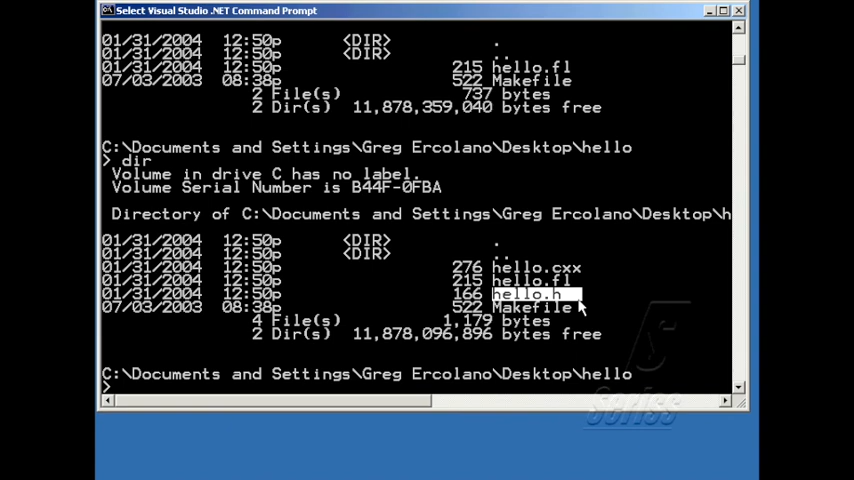 Select Visual Studio .NET Command Prompt
01/31/2004 12:50p <DIR> .
01/31/2004 12:50p <DIR> ..
01/31/2004 12:50p 215 hello.fl
07/03/2003 08:38p 522 Makefile
2 File(s) 737 bytes
2 Dir(s) 11,878,359,040 bytes free
C:\Documents and Settings\Greg Ercolano\Desktop\hello
> dir
Volume in drive C has no label.
Volume Serial Number is B44F-0FBA
Directory of C:\Documents and Settings\Greg Ercolano\Desktop\h
01/31/2004 12:50p <DIR> .
01/31/2004 12:50p <DIR> ..
01/31/2004 12:50p 276 hello.cxx
01/31/2004 12:50p 215 hello.fl
01/31/2004 12:50p 166 hello.h
07/03/2003 08:38p 522 Makefile
4 File(s) 1,179 bytes
2 Dir(s) 11,878,096,896 bytes free
C:\Documents and Settings\Greg Ercolano\Desktop\hello
>
Seriss